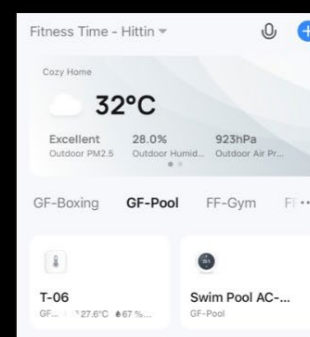 Fitness Time - Hittin
Cozy Home
32°C
Excellent 28.0% 923hPa
Outdoor PM2.5 Outdoor Humid... Outdoor Air Pr...
GF-Boxing GF-Pool FF-Gym
T-06 Swim Pool AC-...
GF... 27.6°C 67 %... GF-Pool